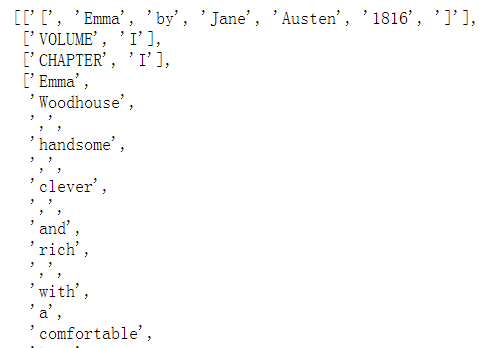 [['[', 'Emma', 'by', 'Jane', 'Austen', '1816', ']'],
['VOLUME', 'I'],
['CHAPTER', 'I'],
['Emma',
'Woodhouse',
',',
'handsome',
',',
'clever',
',',
'and',
'rich',
',',
'with',
'a',
'comfortable',